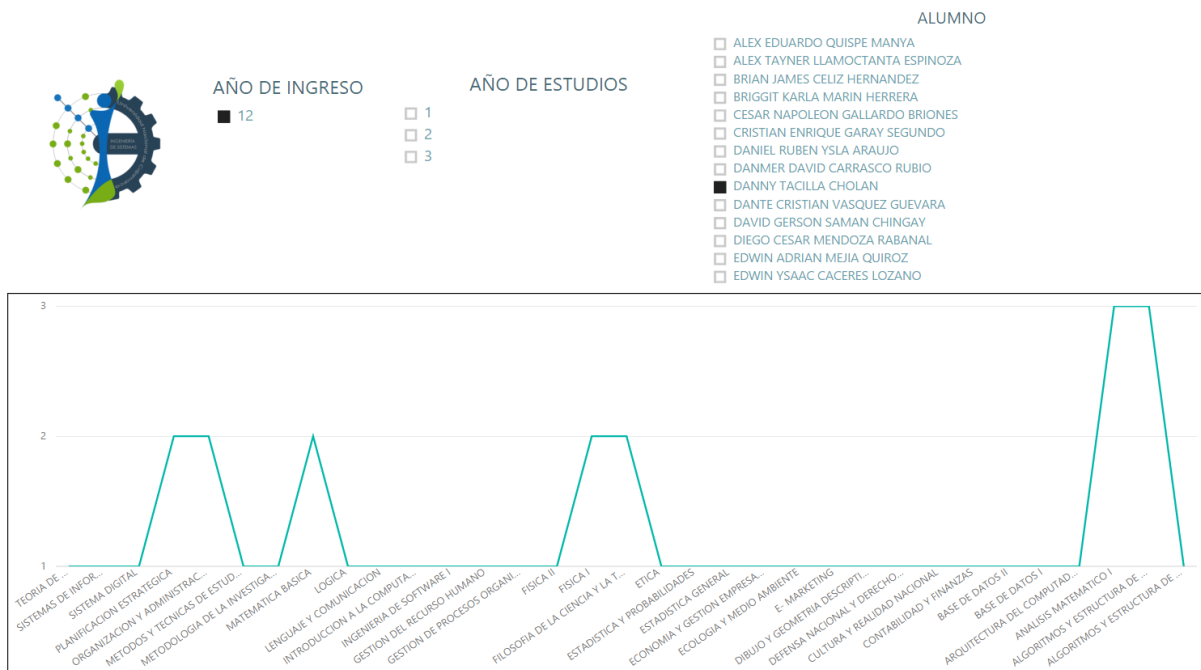 ALUMNO
ALEX EDUARDO QUISPE MANYA
ALEX TAYNER LLAMOCTANTA ESPINOZA
BRIAN JAMES CELIZ HERNANDEZ
BRIGGIT KARLA MARIN HERRERA
CESAR NAPOLEON GALLARDO BRIONES
CRISTIAN ENRIQUE GARAY SEGUNDO
DANIEL RUBEN YSLA ARAUJO
DANMER DAVID CARRASCO RUBIO
DANNY TACILLA CHOLAN
DANTE CRISTIAN VASQUEZ GUEVARA
DAVID GERSON SAMAN CHINGAY
DIEGO CESAR MENDOZA RABANAL
EDWIN ADRIAN MEJIA QUIROZ
EDWIN YSAAC CACERES LOZANO
AÑO DE INGRESO
12
AÑO DE ESTUDIOS
1
2
3
INGENIERÍA
DE SISTEMAS
3
2
1
TEORIA DE ...
SISTEMAS DE INFOR...
SISTEMA DIGITAL
PLANIFICACION ESTRATEGICA
ORGANIZACION Y ADMINISTRAC...
METODOS Y TECNICAS DE ESTUD...
METODOLOGIA DE LA INVESTIGA...
MATEMATICA BASICA
LOGICA
LENGUAJE Y COMUNICACION
INTRODUCCION A LA COMPUTA...
INGENIERIA DE SOFTWARE I
GESTION DEL RECURSO HUMANO
GESTION DE PROCESOS ORGANI...
FISICA II
FISICA I
FILOSOFIA DE LA CIENCIA Y LA T...
ETICA
ESTADISTICA Y PROBABILIDADES
ESTADISTICA GENERAL
ECONOMIA Y GESTION EMPRESA...
ECOLOGIA Y MEDIO AMBIENTE
E- MARKETING
DIBUJO Y GEOMETRIA DESCRIPTI...
DEFENSA NACIONAL Y DERECHO...
CULTURA Y REALIDAD NACIONAL
CONTABILIDAD Y FINANZAS
BASE DE DATOS II
BASE DE DATOS I
ARQUITECTURA DEL COMPUTAD...
ANALISIS MATEMATICO I
ALGORITMOS Y ESTRUCTURA DE ...
ALGORITMOS Y ESTRUCTURA DE ...